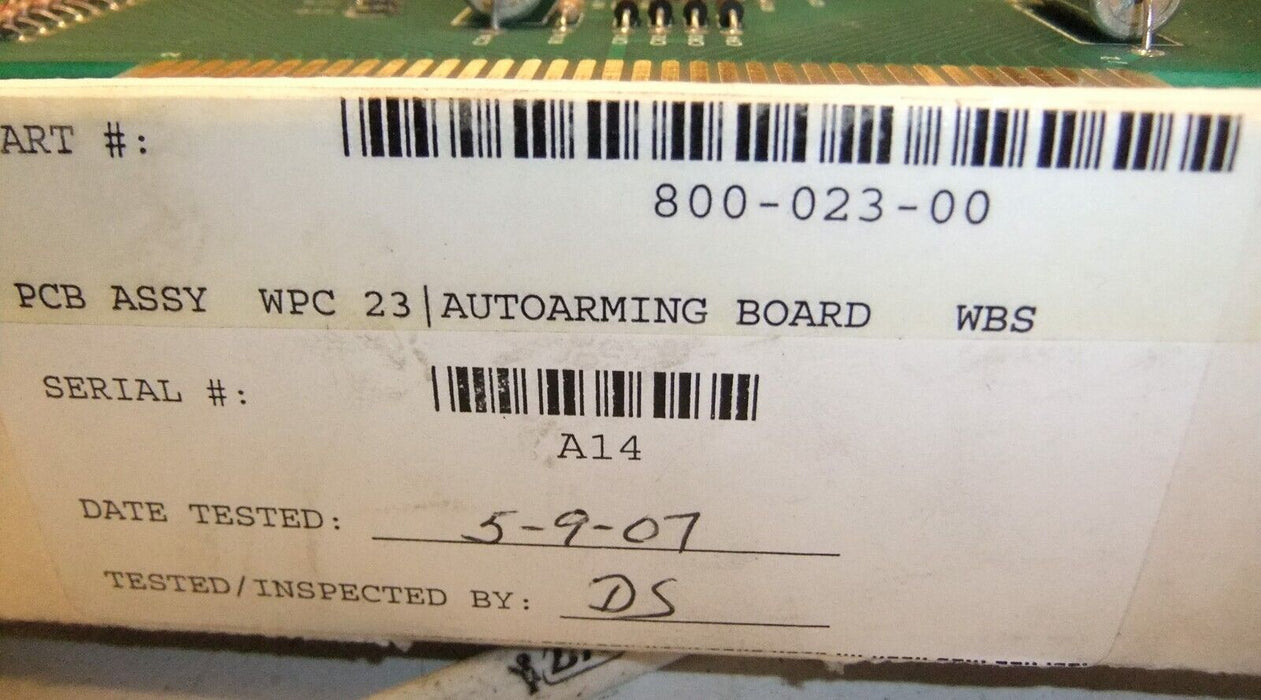 ART #:
800-023-00
PCB ASSY WPC 23|AUTOARMING BOARD WBS
SERIAL #:
A14
DATE TESTED: 5-9-07
TESTED/INSPECTED BY: DS